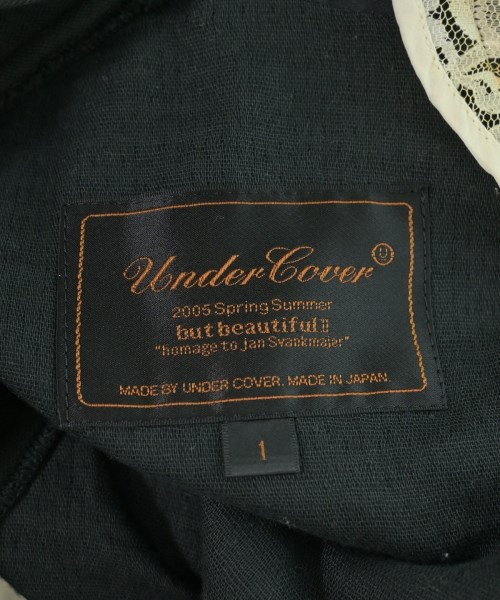 UnderCover Ⓤ
2005 Spring Summer
but beautiful II
"homage to jan Svankmajer"
MADE BY UNDER COVER. MADE IN JAPAN.
1